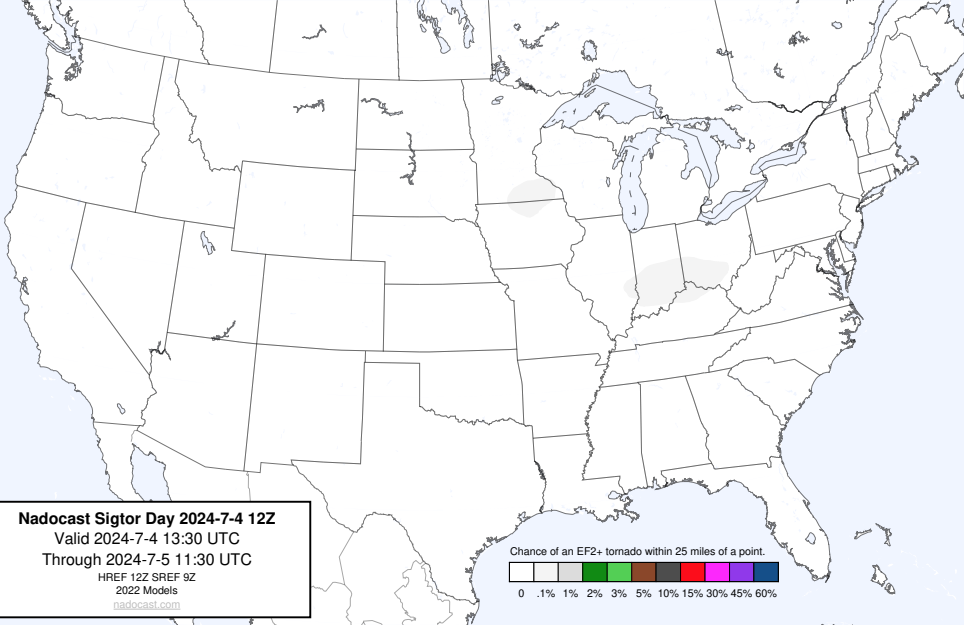 Nadocast Sigtor Day 2024-7-4 12Z
Valid 2024-7-4 13:30 UTC
Through 2024-7-5 11:30 UTC
HREF 12Z SREF 9Z
2022 Models
nadocast.com
Chance of an EF2+ tornado within 25 miles of a point.
0 .1% 1% 2% 3% 5% 10% 15% 30% 45% 60%